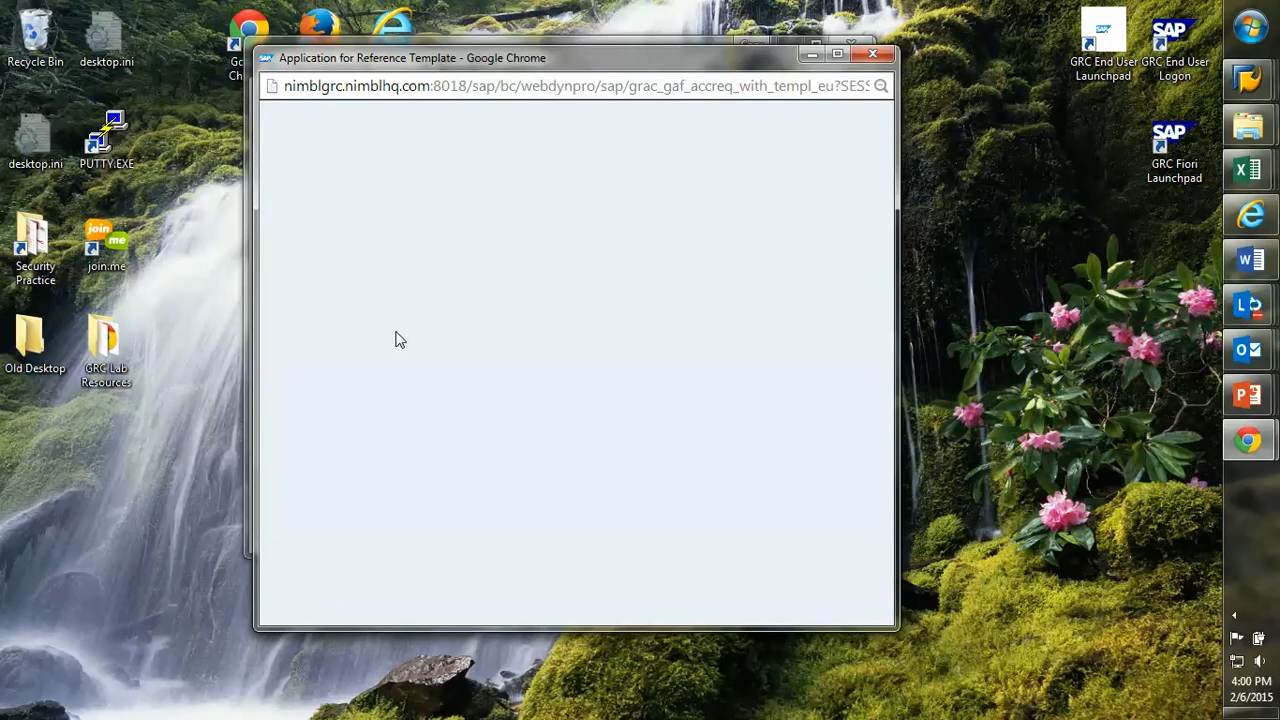 Recycle Bin
desktop.ini
desktop.ini
PUTTY.EXE
join
me
Security
Practice
join.me
Old Desktop
GRC Lab
Resources
Application for Reference Template - Google Chrome
nimblgrc.nimblhq.com:8018/sap/bc/webdynpro/sap/grac_gaf_accreq_with_templ_eu?SESS
SAP
GRC End User
Launchpad
SAP
GRC End User
Logon
SAP
GRC Fiori
Launchpad
4:00 PM
2/6/2015